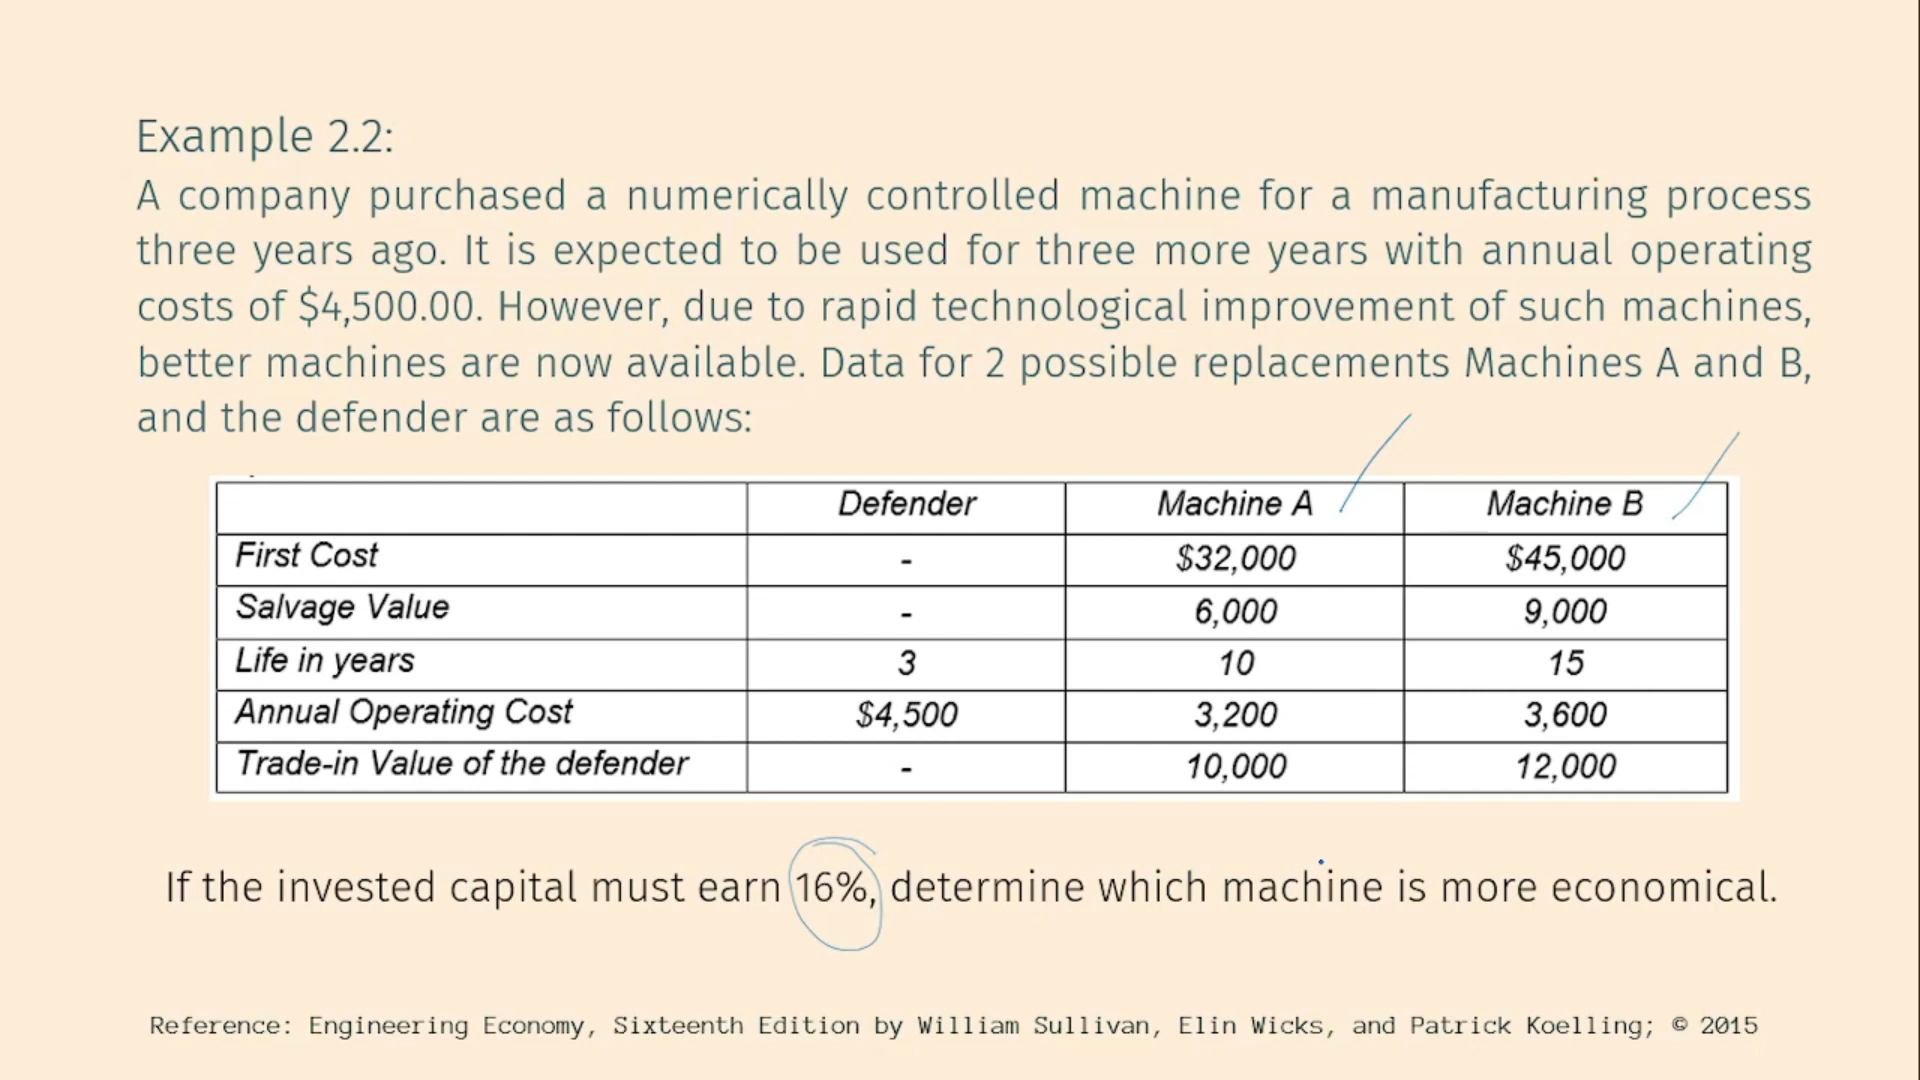 Example 2.2:
A company purchased a numerically controlled machine for a manufacturing process
three years ago. It is expected to be used for three more years with annual operating
costs of $4,500.00. However, due to rapid technological improvement of such machines,
better machines are now available. Data for 2 possible replacements Machines A and B,
and the defender are as follows:
Defender Machine A Machine B
First Cost - $32,000 $45,000
Salvage Value - 6,000 9,000
Life in years 3 10 15
Annual Operating Cost $4,500 3,200 3,600
Trade-in Value of the defender - 10,000 12,000
If the invested capital must earn 16%, determine which machine is more economical.
Reference: Engineering Economy, Sixteenth Edition by William Sullivan, Elin Wicks, and Patrick Koelling; © 2015